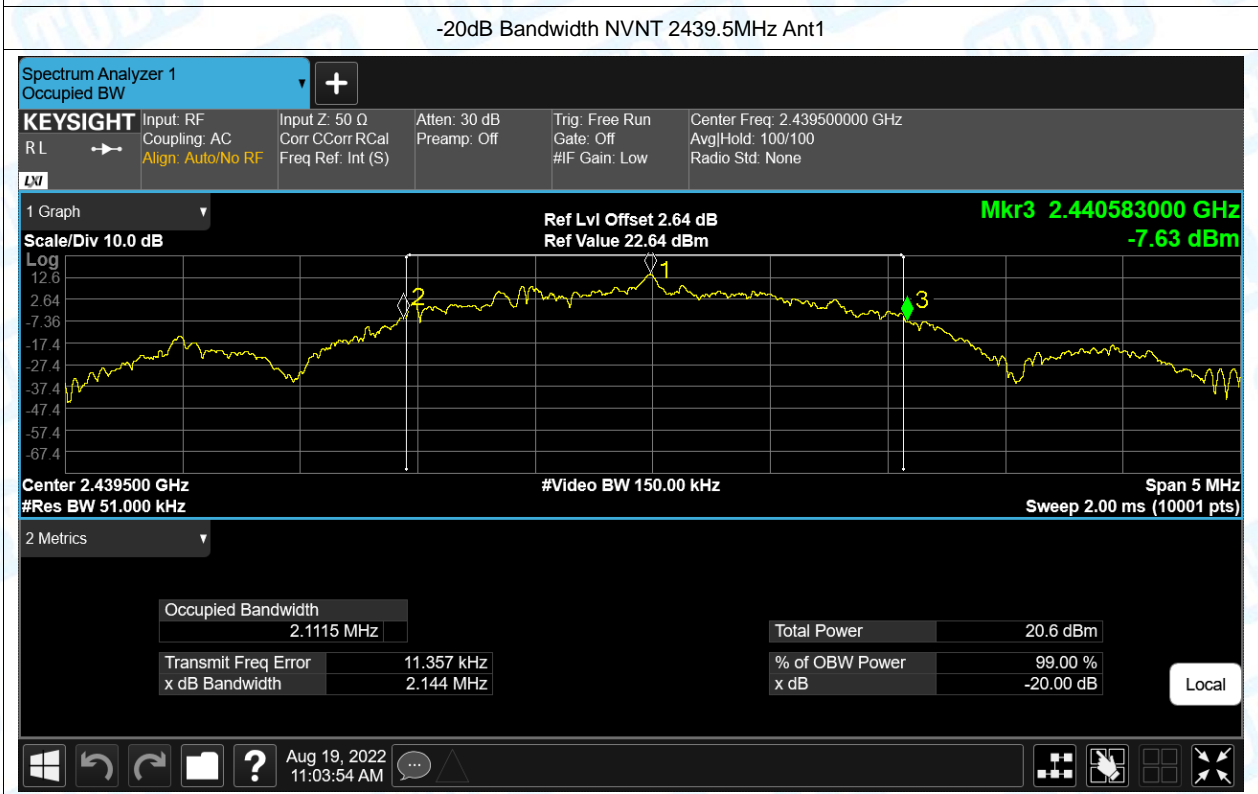 -20dB Bandwidth NVNT 2439.5MHz Ant1
Spectrum Analyzer 1
Occupied BW
+
KEYSIGHT
R L
LXI
Input: RF
Coupling: AC
Align: Auto/No RF
Input Z: 50 Ω
Corr CCorr RCal
Freq Ref: Int (S)
Atten: 30 dB
Preamp: Off
Trig: Free Run
Gate: Off
#IF Gain: Low
Center Freq: 2.439500000 GHz
Avg|Hold: 100/100
Radio Std: None
1 Graph
Scale/Div 10.0 dB
Ref Lvl Offset 2.64 dB
Ref Value 22.64 dBm
Mkr3 2.440583000 GHz
-7.63 dBm
Log
12.6
2.64
-7.36
-17.4
-27.4
-37.4
-47.4
-57.4
-67.4
2
1
3
Center 2.439500 GHz
#Res BW 51.000 kHz
#Video BW 150.00 kHz
Span 5 MHz
Sweep 2.00 ms (10001 pts)
2 Metrics
Occupied Bandwidth
2.1115 MHz
Transmit Freq Error 11.357 kHz
x dB Bandwidth 2.144 MHz
Total Power 20.6 dBm
% of OBW Power 99.00 %
x dB -20.00 dB
Local
?
Aug 19, 2022
11:03:54 AM
TOBY
TOBY